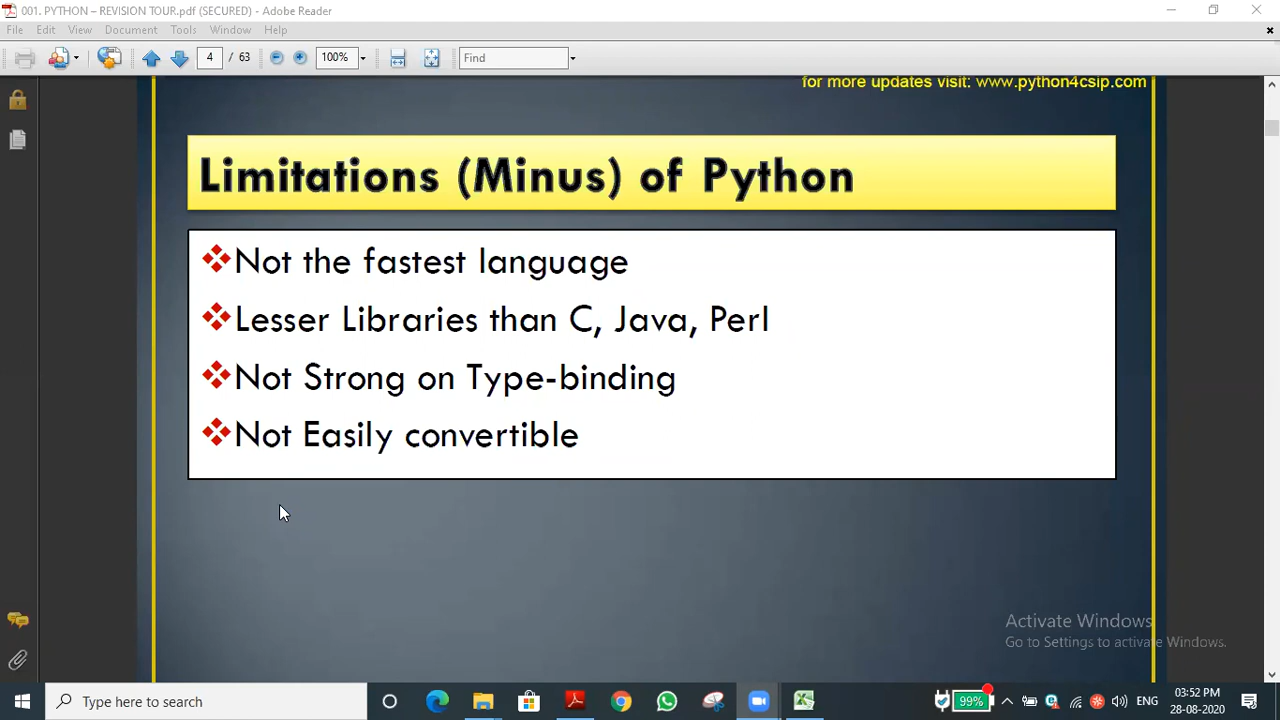 001. PYTHON – REVISION TOUR.pdf (SECURED) - Adobe Reader
File Edit View Document Tools Window Help
4 / 63 100% Find
for more updates visit: www.python4csip.com
Limitations (Minus) of Python
Not the fastest language
Lesser Libraries than C, Java, Perl
Not Strong on Type-binding
Not Easily convertible
Activate Windows
Go to Settings to activate Windows.
Type here to search
99%
ENG
03:52 PM
28-08-2020